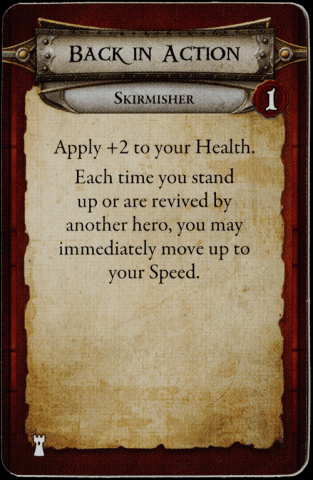 Back in Action
Skirmisher
1
Apply +2 to your Health.
Each time you stand
up or are revived by
another hero, you may
immediately move up to
your Speed.